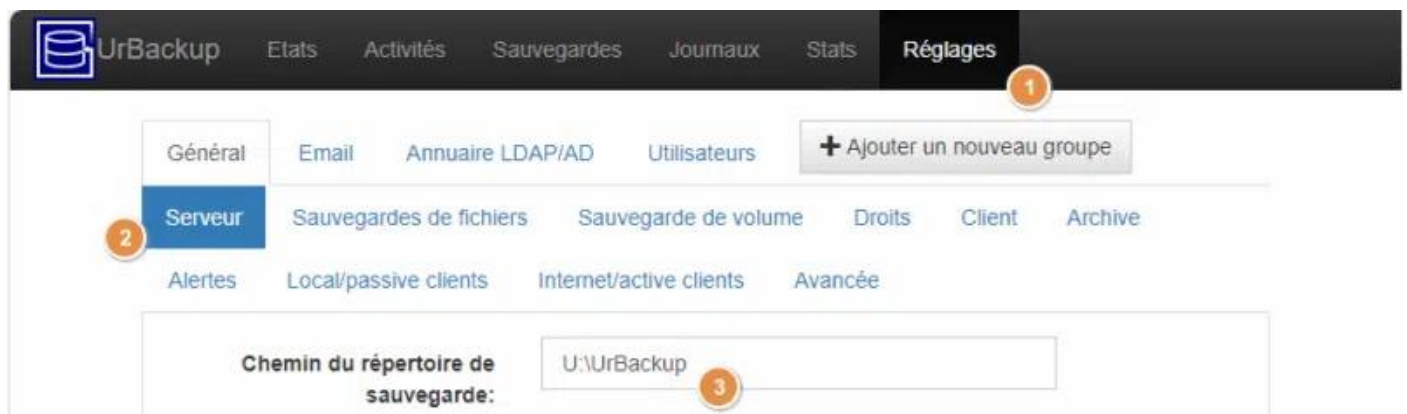 UrBackup Etats Activités Sauvegardes Journaux Stats Réglages
1
Général Email Annuaire LDAP/AD Utilisateurs + Ajouter un nouveau groupe
Serveur Sauvegardes de fichiers Sauvegarde de volume Droits Client Archive
2
Alertes Local/passive clients Internet/active clients Avancée
Chemin du répertoire de sauvegarde: U:\UrBackup
3